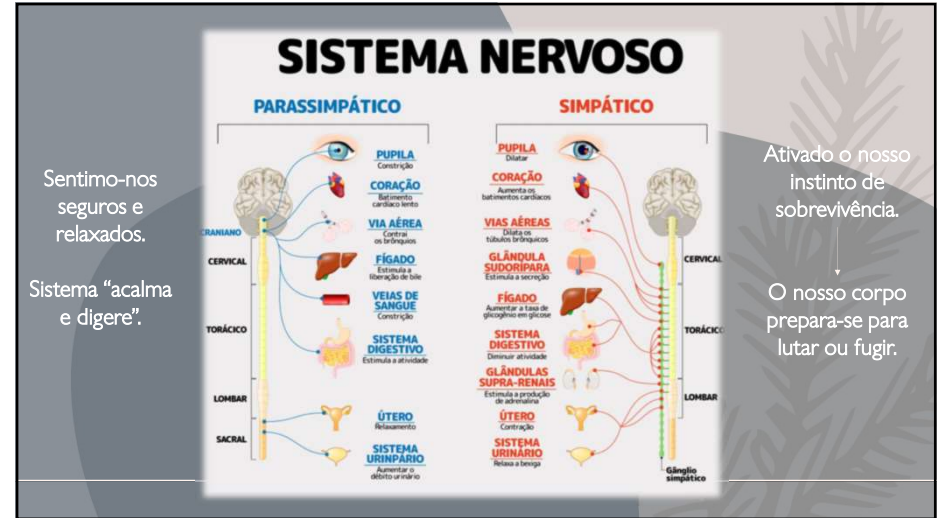 SISTEMA NERVOSO
Sentimo-nos
seguros e
relaxados.
Sistema “acalma
e digere”.
PARASSIMPÁTICO
PUPILA
Constrição
CORAÇÃO
Batimento
cardíaco lento
VIA AÉREA
Contrai
os brônquios
FÍGADO
Estimula a
liberação de bile
VEIAS DE
SANGUE
Constrição
SISTEMA
DIGESTIVO
Estimula a atividade
ÚTERO
Relaxamento
SISTEMA
URINPÁRIO
Aumentar o
débito urinário
CRANIANO
CERVICAL
TORÁCICO
LOMBAR
SACRAL
SIMPÁTICO
PUPILA
Dilatar
CORAÇÃO
Aumenta os
batimentos cardíacos
VIAS AÉREAS
Dilata os
túbulos brônquicos
GLÂNDULA
SUDORÍPARA
Estimula a secreção
FÍGADO
Aumentar a taxa de
glicogênio em glicose
SISTEMA
DIGESTIVO
Diminuir atividade
GLÂNDULAS
SUPRA-RENAIS
Estimula a produção
de adrenalina
ÚTERO
Contração
SISTEMA
URINÁRIO
Relaxa a bexiga
CERVICAL
TORÁCICO
LOMBAR
Gânglio
simpático
Ativado o nosso
instinto de
sobrevivência.
O nosso corpo
prepara-se para
lutar ou fugir.